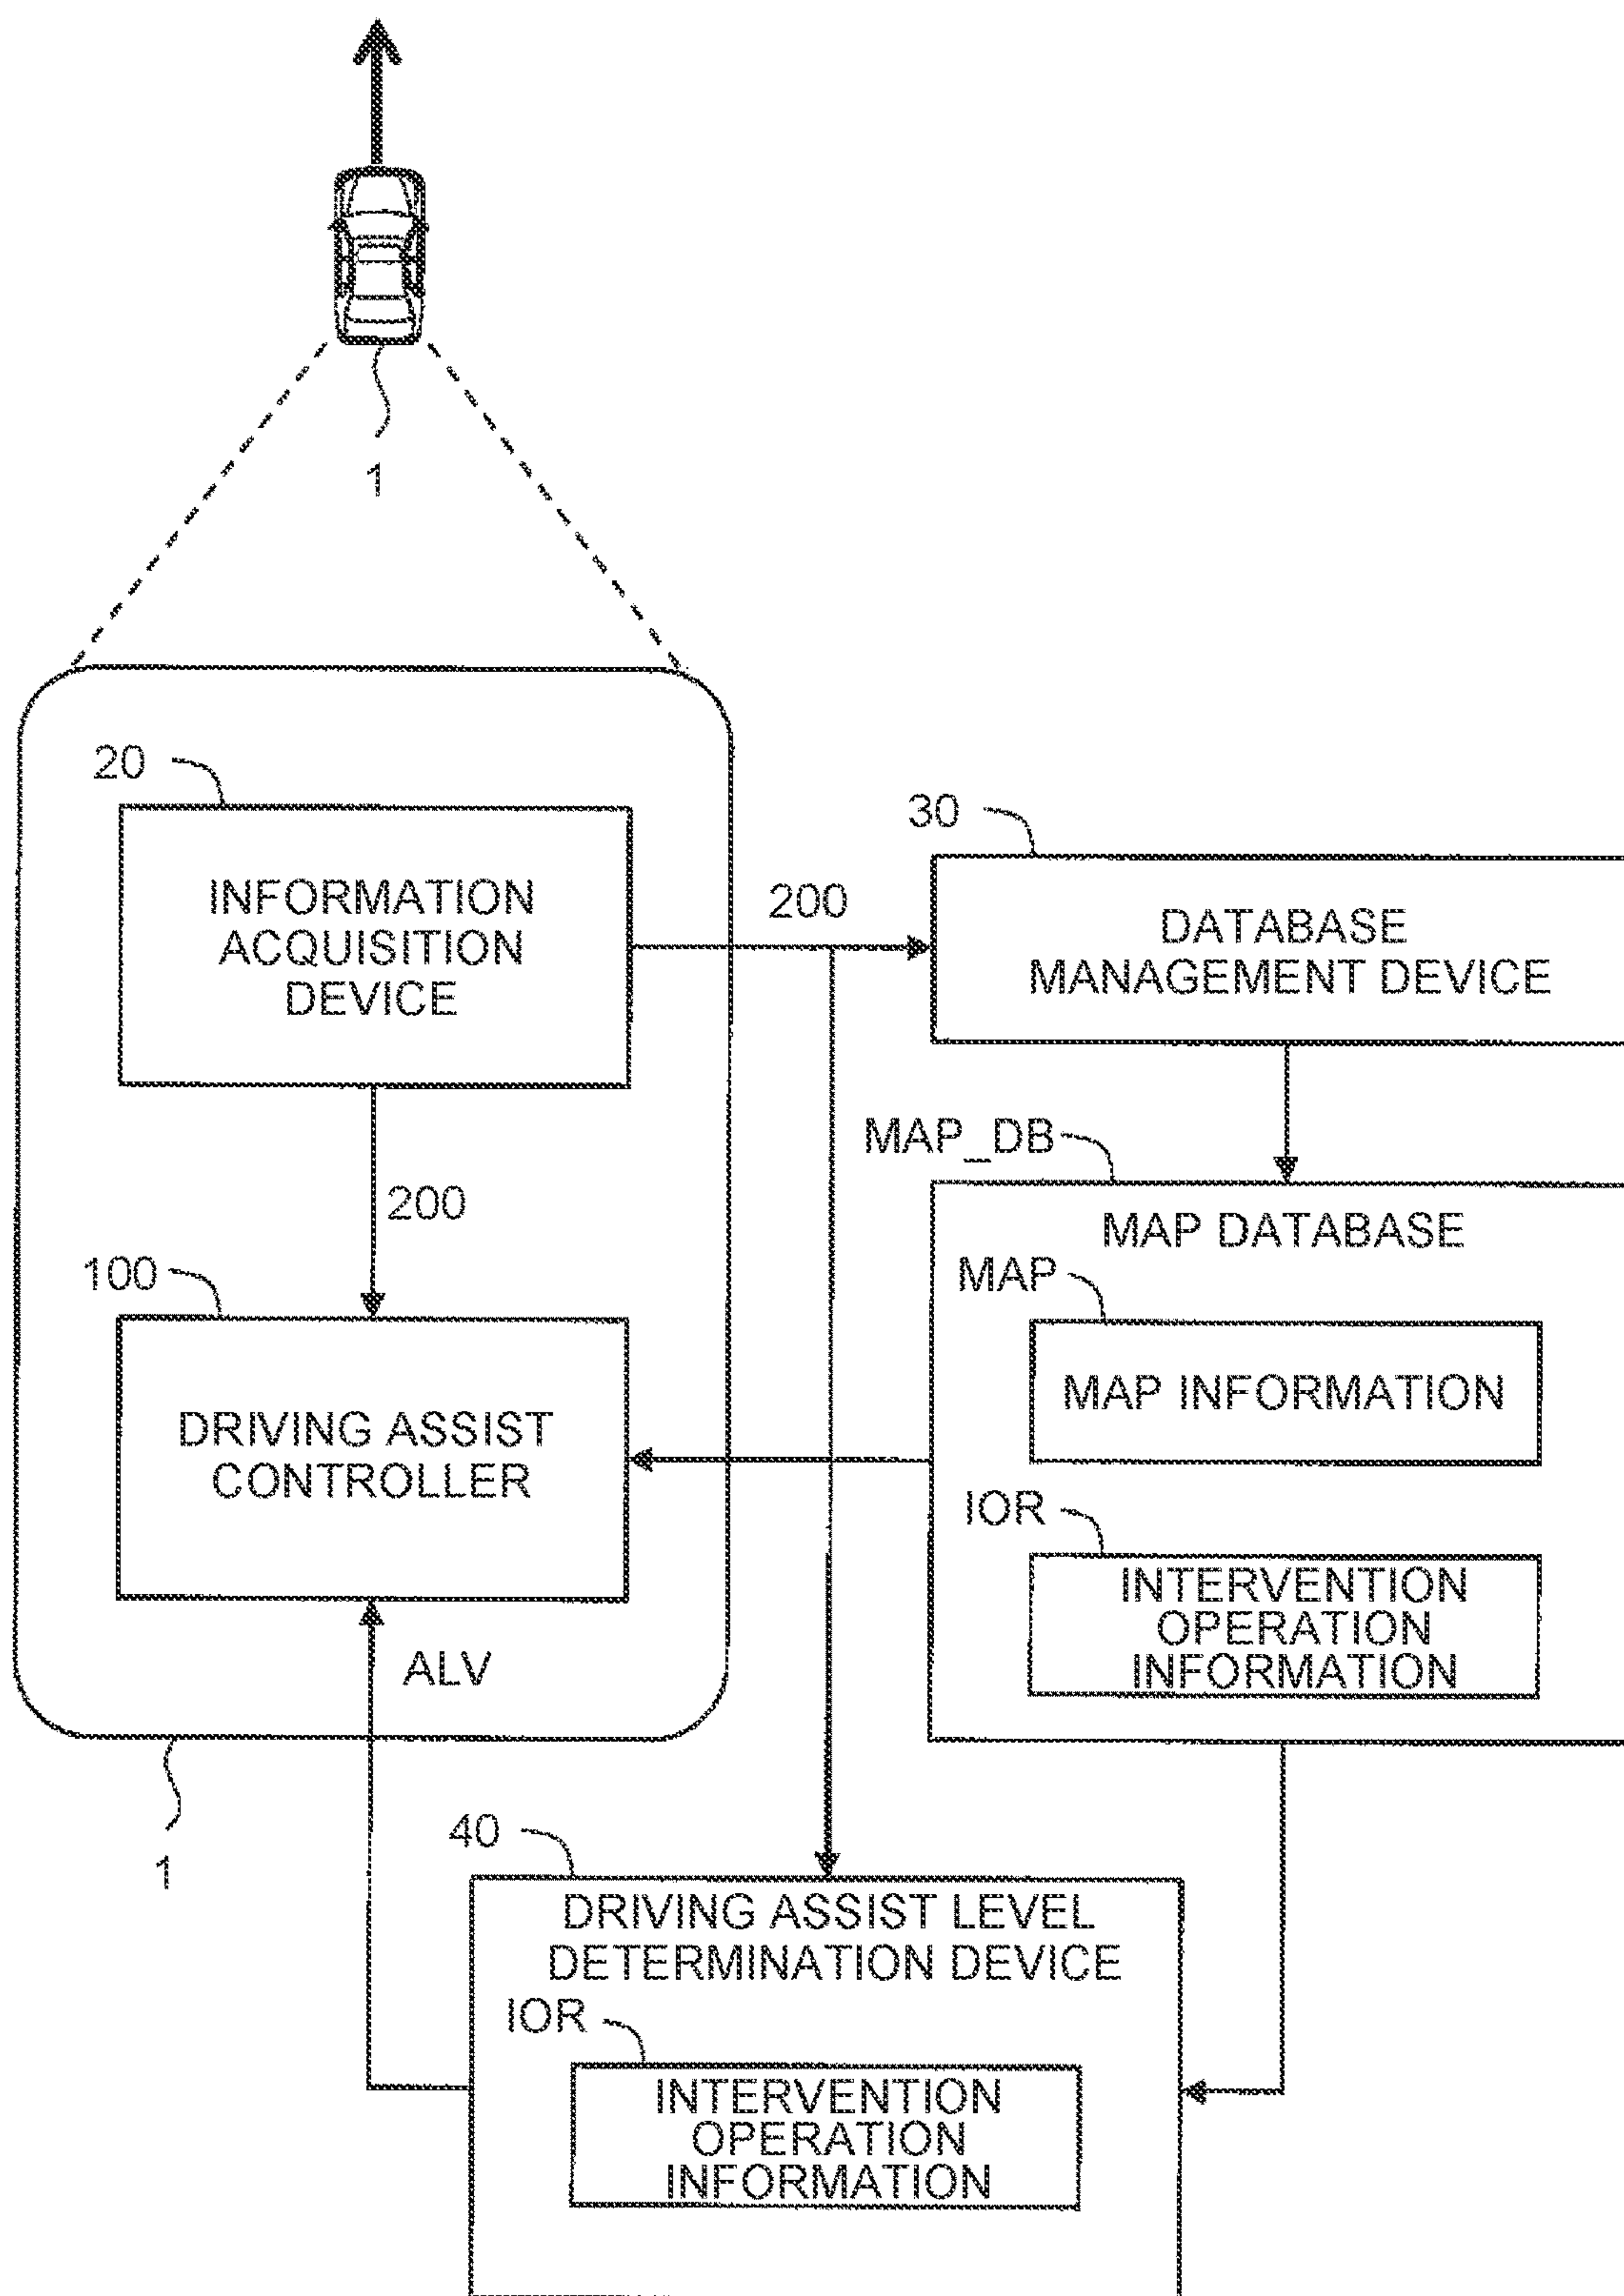 1
20
INFORMATION
ACQUISITION
DEVICE
200
30
DATABASE
MANAGEMENT DEVICE
200
MAP_DB
MAP DATABASE
MAP
MAP INFORMATION
100
DRIVING ASSIST
CONTROLLER
IOR
INTERVENTION
OPERATION
INFORMATION
ALV
1
40
DRIVING ASSIST LEVEL
DETERMINATION DEVICE
IOR
INTERVENTION
OPERATION
INFORMATION